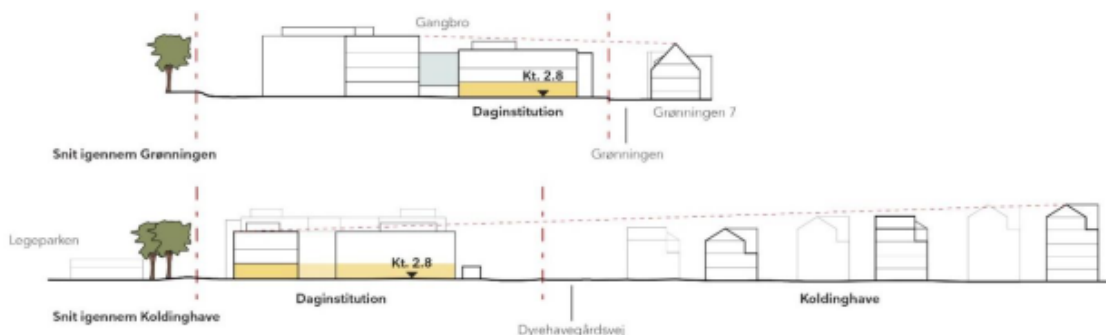 Gangbro
Kt. 2.8
Daginstitution
Grønningen 7
Grønningen
Snit igennem Grønningen
Legeparken
Kt. 2.8
Daginstitution
Koldinghave
Snit igennem Koldinghave
Dyrehavegårdsvej